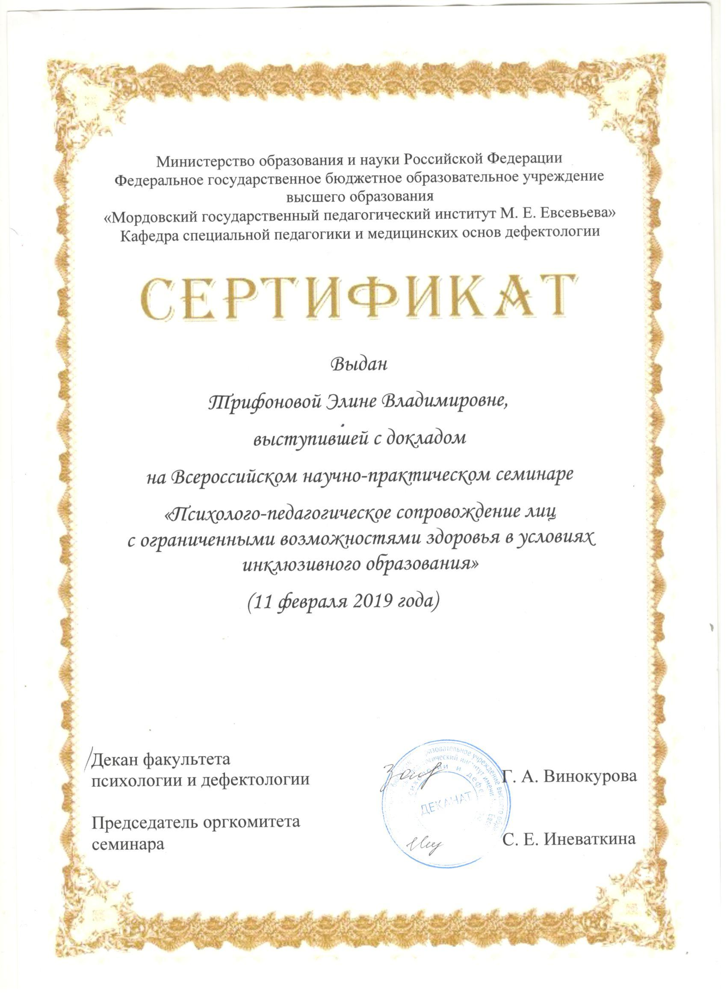 Министерство образования и науки Российской Федерации
Федеральное государственное бюджетное образовательное учреждение
высшего образования
«Мордовский государственный педагогический институт М. Е. Евсевьева»
Кафедра специальной педагогики и медицинских основ дефектологии
СЕРТИФИКАТ
Выдан
Трифоновой Элине Владимировне,
выступившей с докладом
на Всероссийском научно-практическом семинаре
«Психолого-педагогическое сопровождение лиц
с ограниченными возможностями здоровья в условиях
инклюзивного образования»
(11 февраля 2019 года)
Декан факультета
психологии и дефектологии
Г. А. Винокурова
ДЕКАНАТ
Председатель оргкомитета
семинара
С. Е. Иневаткина